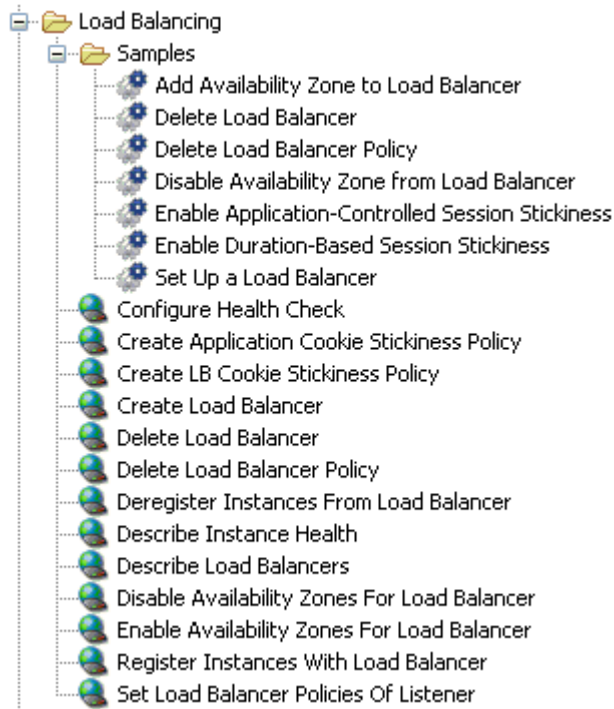 Load Balancing
Samples
Add Availability Zone to Load Balancer
Delete Load Balancer
Delete Load Balancer Policy
Disable Availability Zone from Load Balancer
Enable Application-Controlled Session Stickiness
Enable Duration-Based Session Stickiness
Set Up a Load Balancer
Configure Health Check
Create Application Cookie Stickiness Policy
Create LB Cookie Stickiness Policy
Create Load Balancer
Delete Load Balancer
Delete Load Balancer Policy
Deregister Instances From Load Balancer
Describe Instance Health
Describe Load Balancers
Disable Availability Zones For Load Balancer
Enable Availability Zones For Load Balancer
Register Instances With Load Balancer
Set Load Balancer Policies Of Listener